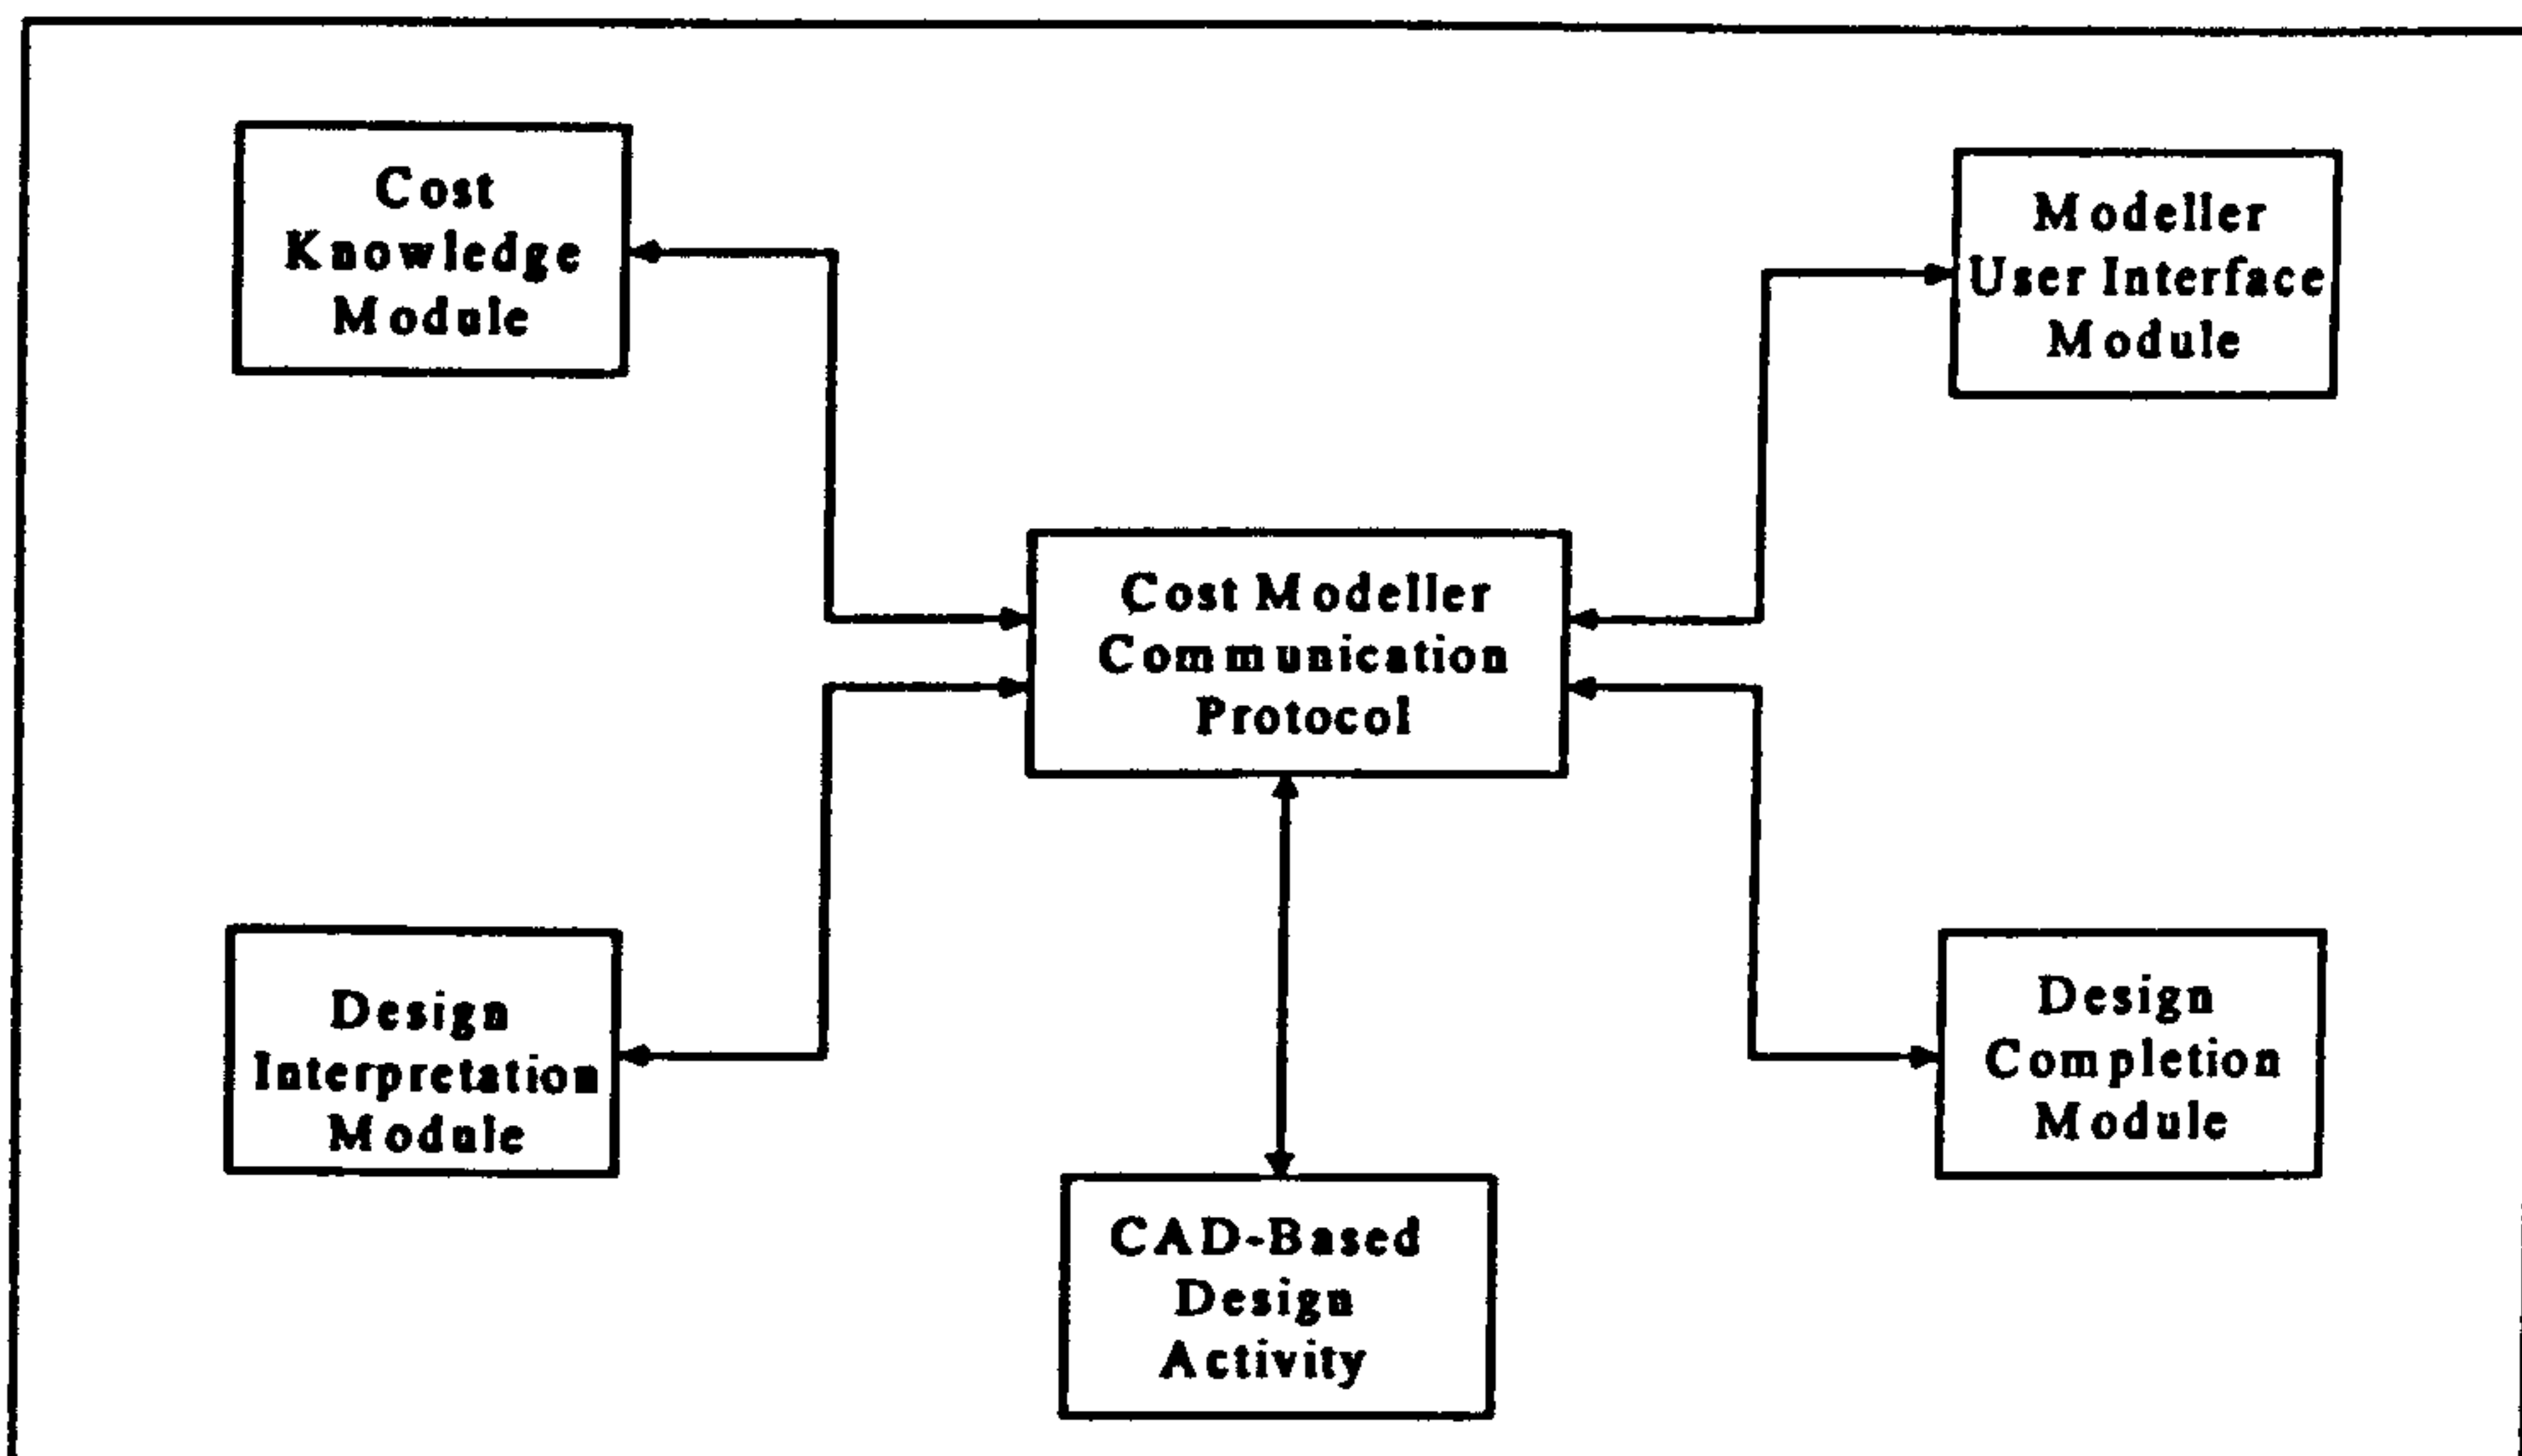 Cost
Knowledge
Module
Modeller
User Interface
Module
Cost Modeller
Communication
Protocol
Design
Interpretation
Module
Design
Completion
Module
CAD-Based
Design
Activity